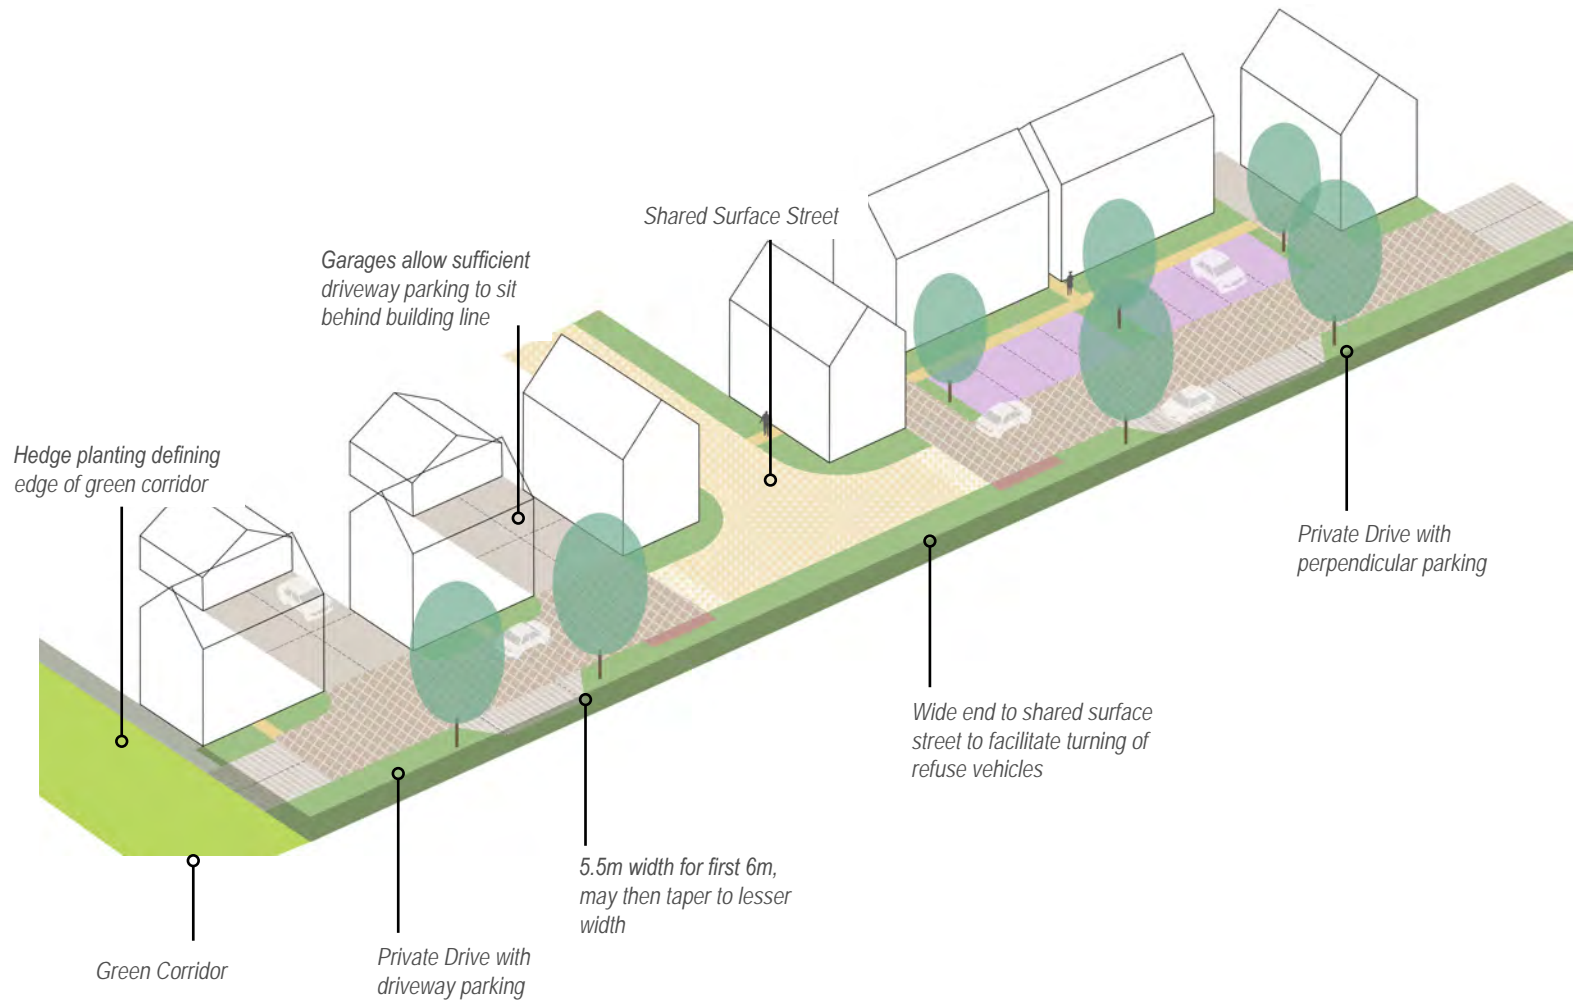 Shared Surface Street
Garages allow sufficient
driveway parking to sit
behind building line
Hedge planting defining
edge of green corridor
Private Drive with
perpendicular parking
Wide end to shared surface
street to facilitate turning of
refuse vehicles
5.5m width for first 6m,
may then taper to lesser
width
Private Drive with
driveway parking
Green Corridor